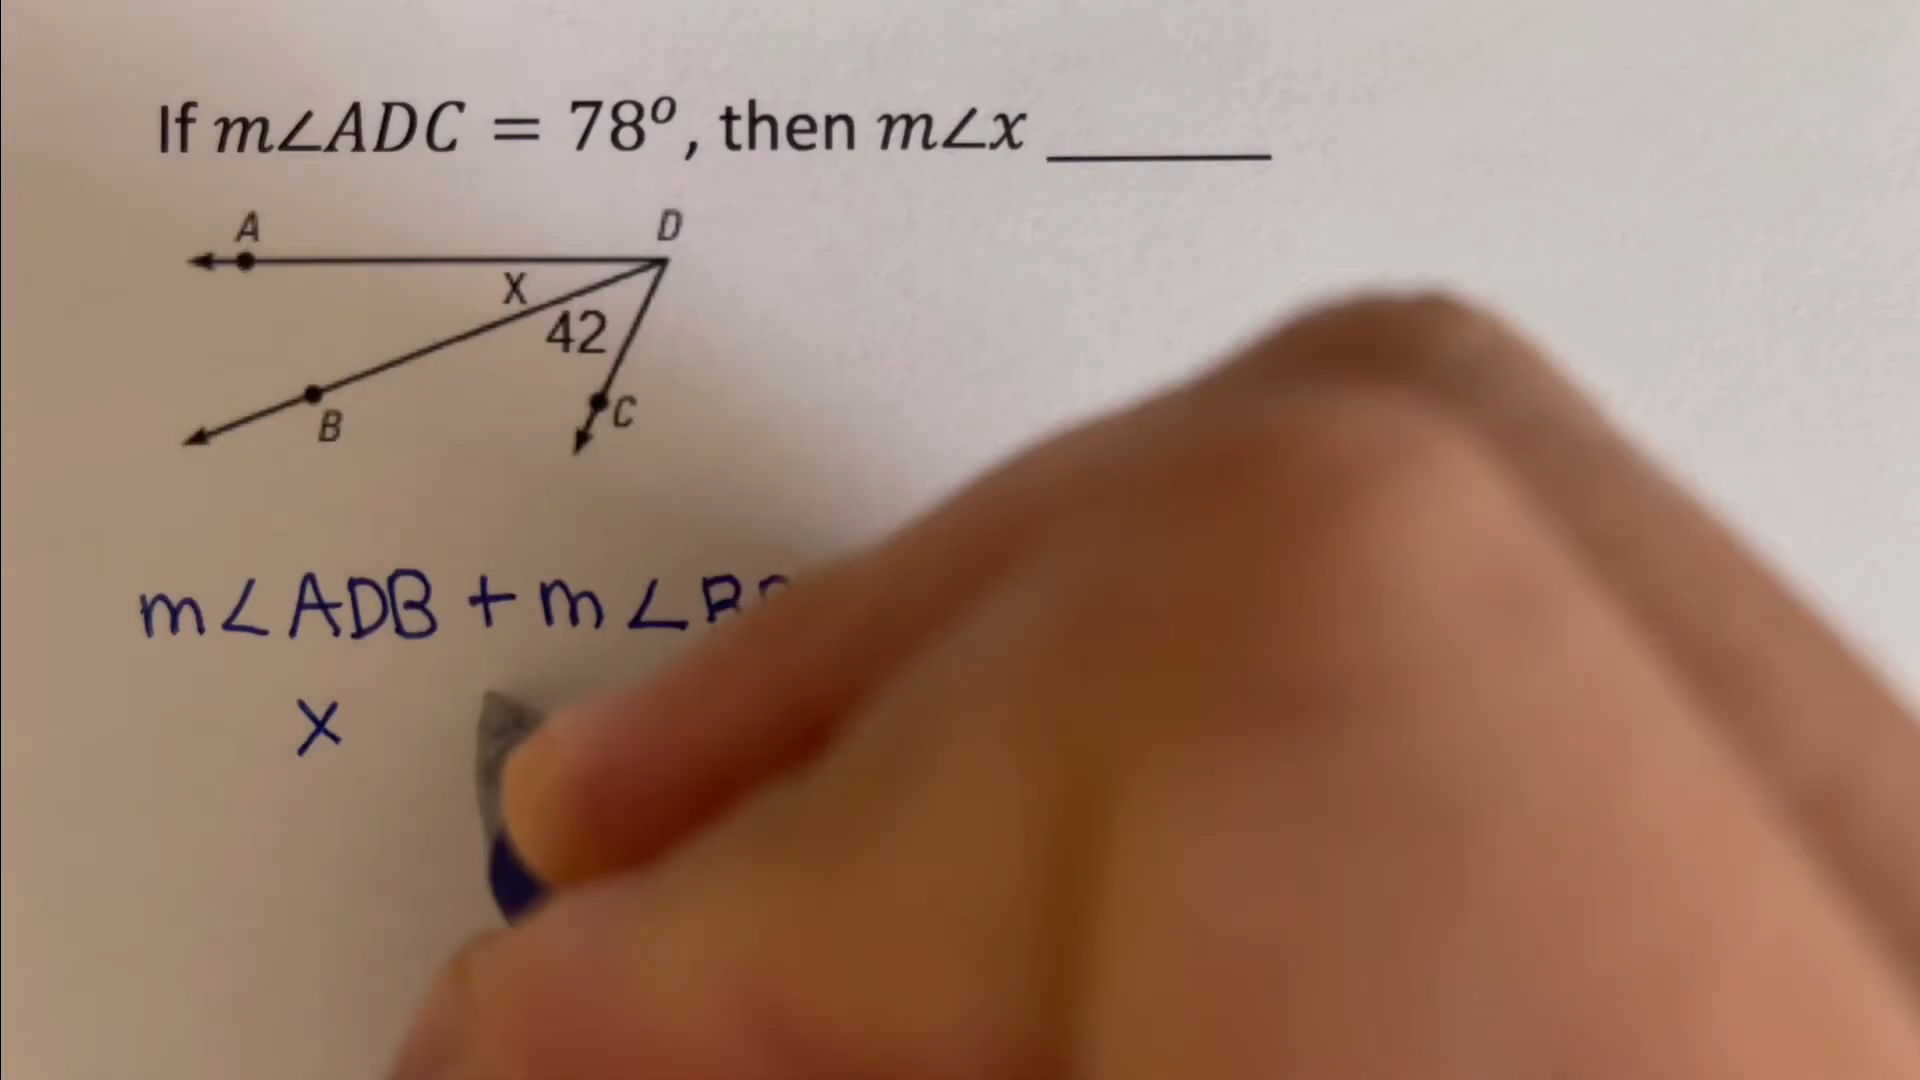 If m∠ADC = 78°, then m∠x ______
A
D
X
42
B
C
m∠ADB + m∠
X